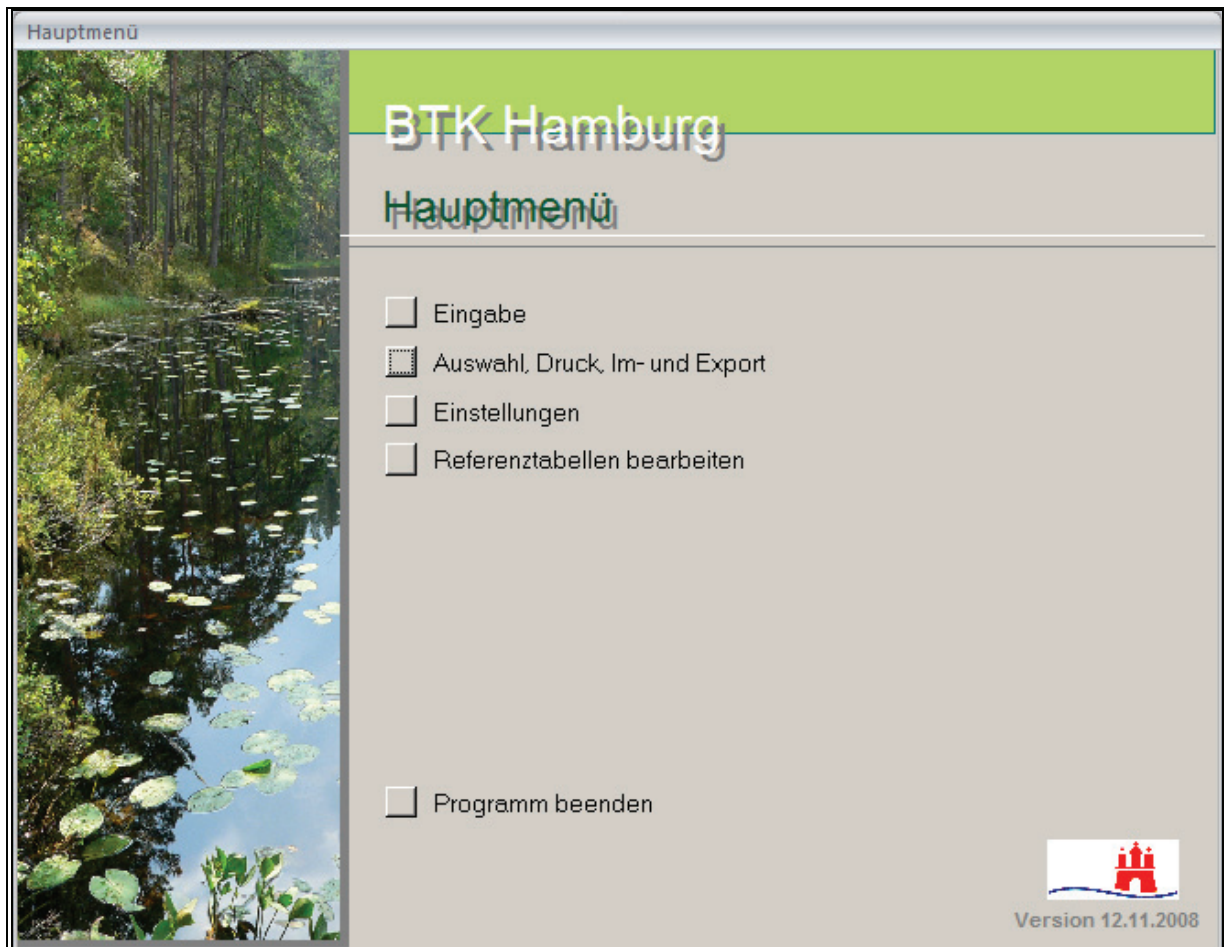 Hauptmenü
BTK Hamburg
Hauptmenü
Eingabe
Auswahl, Druck, Im- und Export
Einstellungen
Referenztabellen bearbeiten
Programm beenden
Version 12.11.2008